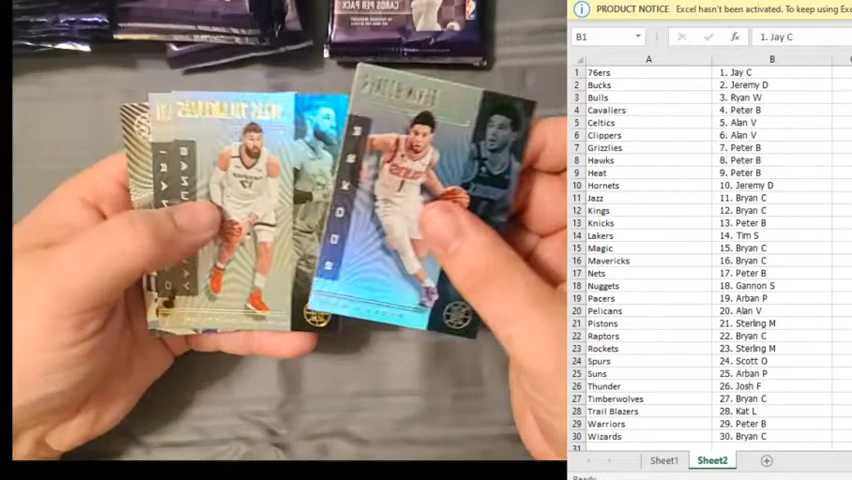 CARDS PER PACK
PRODUCT NOTICE Excel hasn't been activated. To keep using Exc
B1
fx
1. Jay C
A B
1 76ers 1. Jay C
2 Bucks 2. Jeremy D
3 Bulls 3. Ryan W
4 Cavaliers 4. Peter B
5 Celtics 5. Alan V
6 Clippers 6. Alan V
7 Grizzlies 7. Peter B
8 Hawks 8. Peter B
9 Heat 9. Peter B
10 Hornets 10. Jeremy D
11 Jazz 11. Bryan C
12 Kings 12. Bryan C
13 Knicks 13. Peter B
14 Lakers 14. Tim S
15 Magic 15. Bryan C
16 Mavericks 16. Bryan C
17 Nets 17. Peter B
18 Nuggets 18. Gannon S
19 Pacers 19. Arban P
20 Pelicans 20. Alan V
21 Pistons 21. Sterling M
22 Raptors 22. Bryan C
23 Rockets 23. Sterling M
24 Spurs 24. Scott O
25 Suns 25. Arban P
26 Thunder 26. Josh F
27 Timberwolves 27. Bryan C
28 Trail Blazers 28. Kat L
29 Warriors 29. Peter B
30 Wizards 30. Bryan C
31
Sheet1 Sheet2
Ready